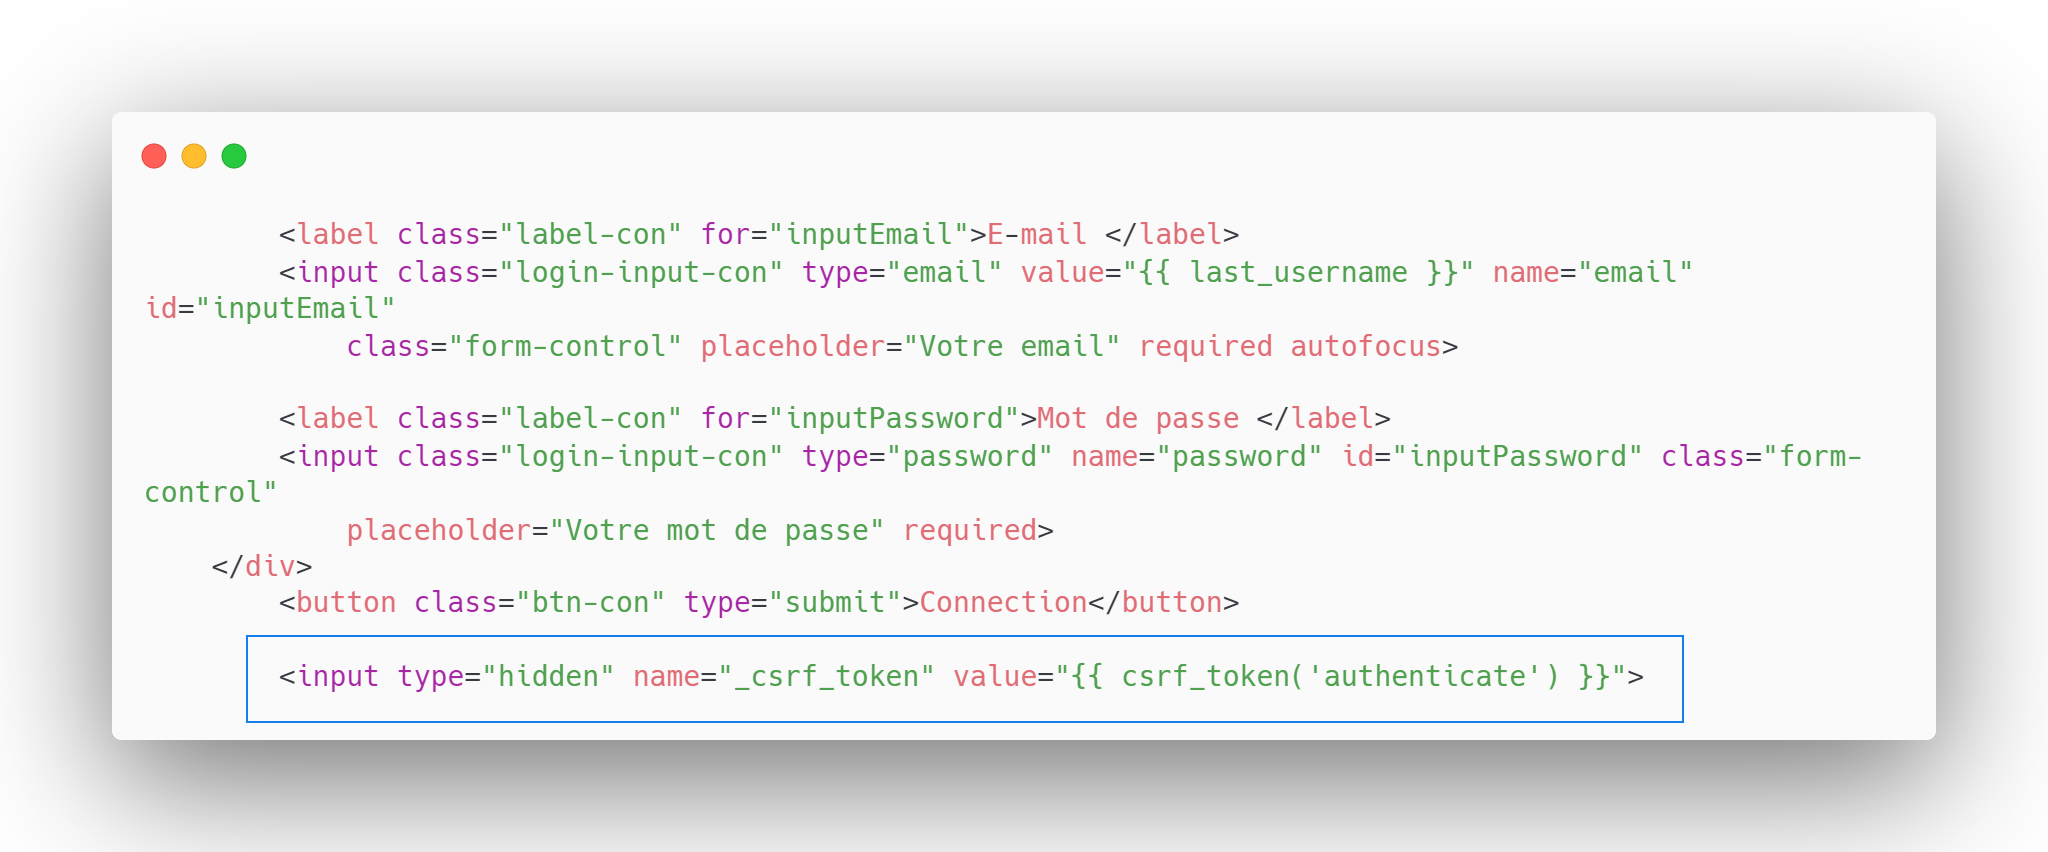 <label class="label-con" for="inputEmail">E-mail </label>
<input class="login-input-con" type="email" value="{{ last_username }}" name="email"
id="inputEmail"
class="form-control" placeholder="Votre email" required autofocus>
<label class="label-con" for="inputPassword">Mot de passe </label>
<input class="login-input-con" type="password" name="password" id="inputPassword" class="form-
control"
placeholder="Votre mot de passe" required>
</div>
<button class="btn-con" type="submit">Connection</button>
<input type="hidden" name="_csrf_token" value="{{ csrf_token('authenticate') }}">